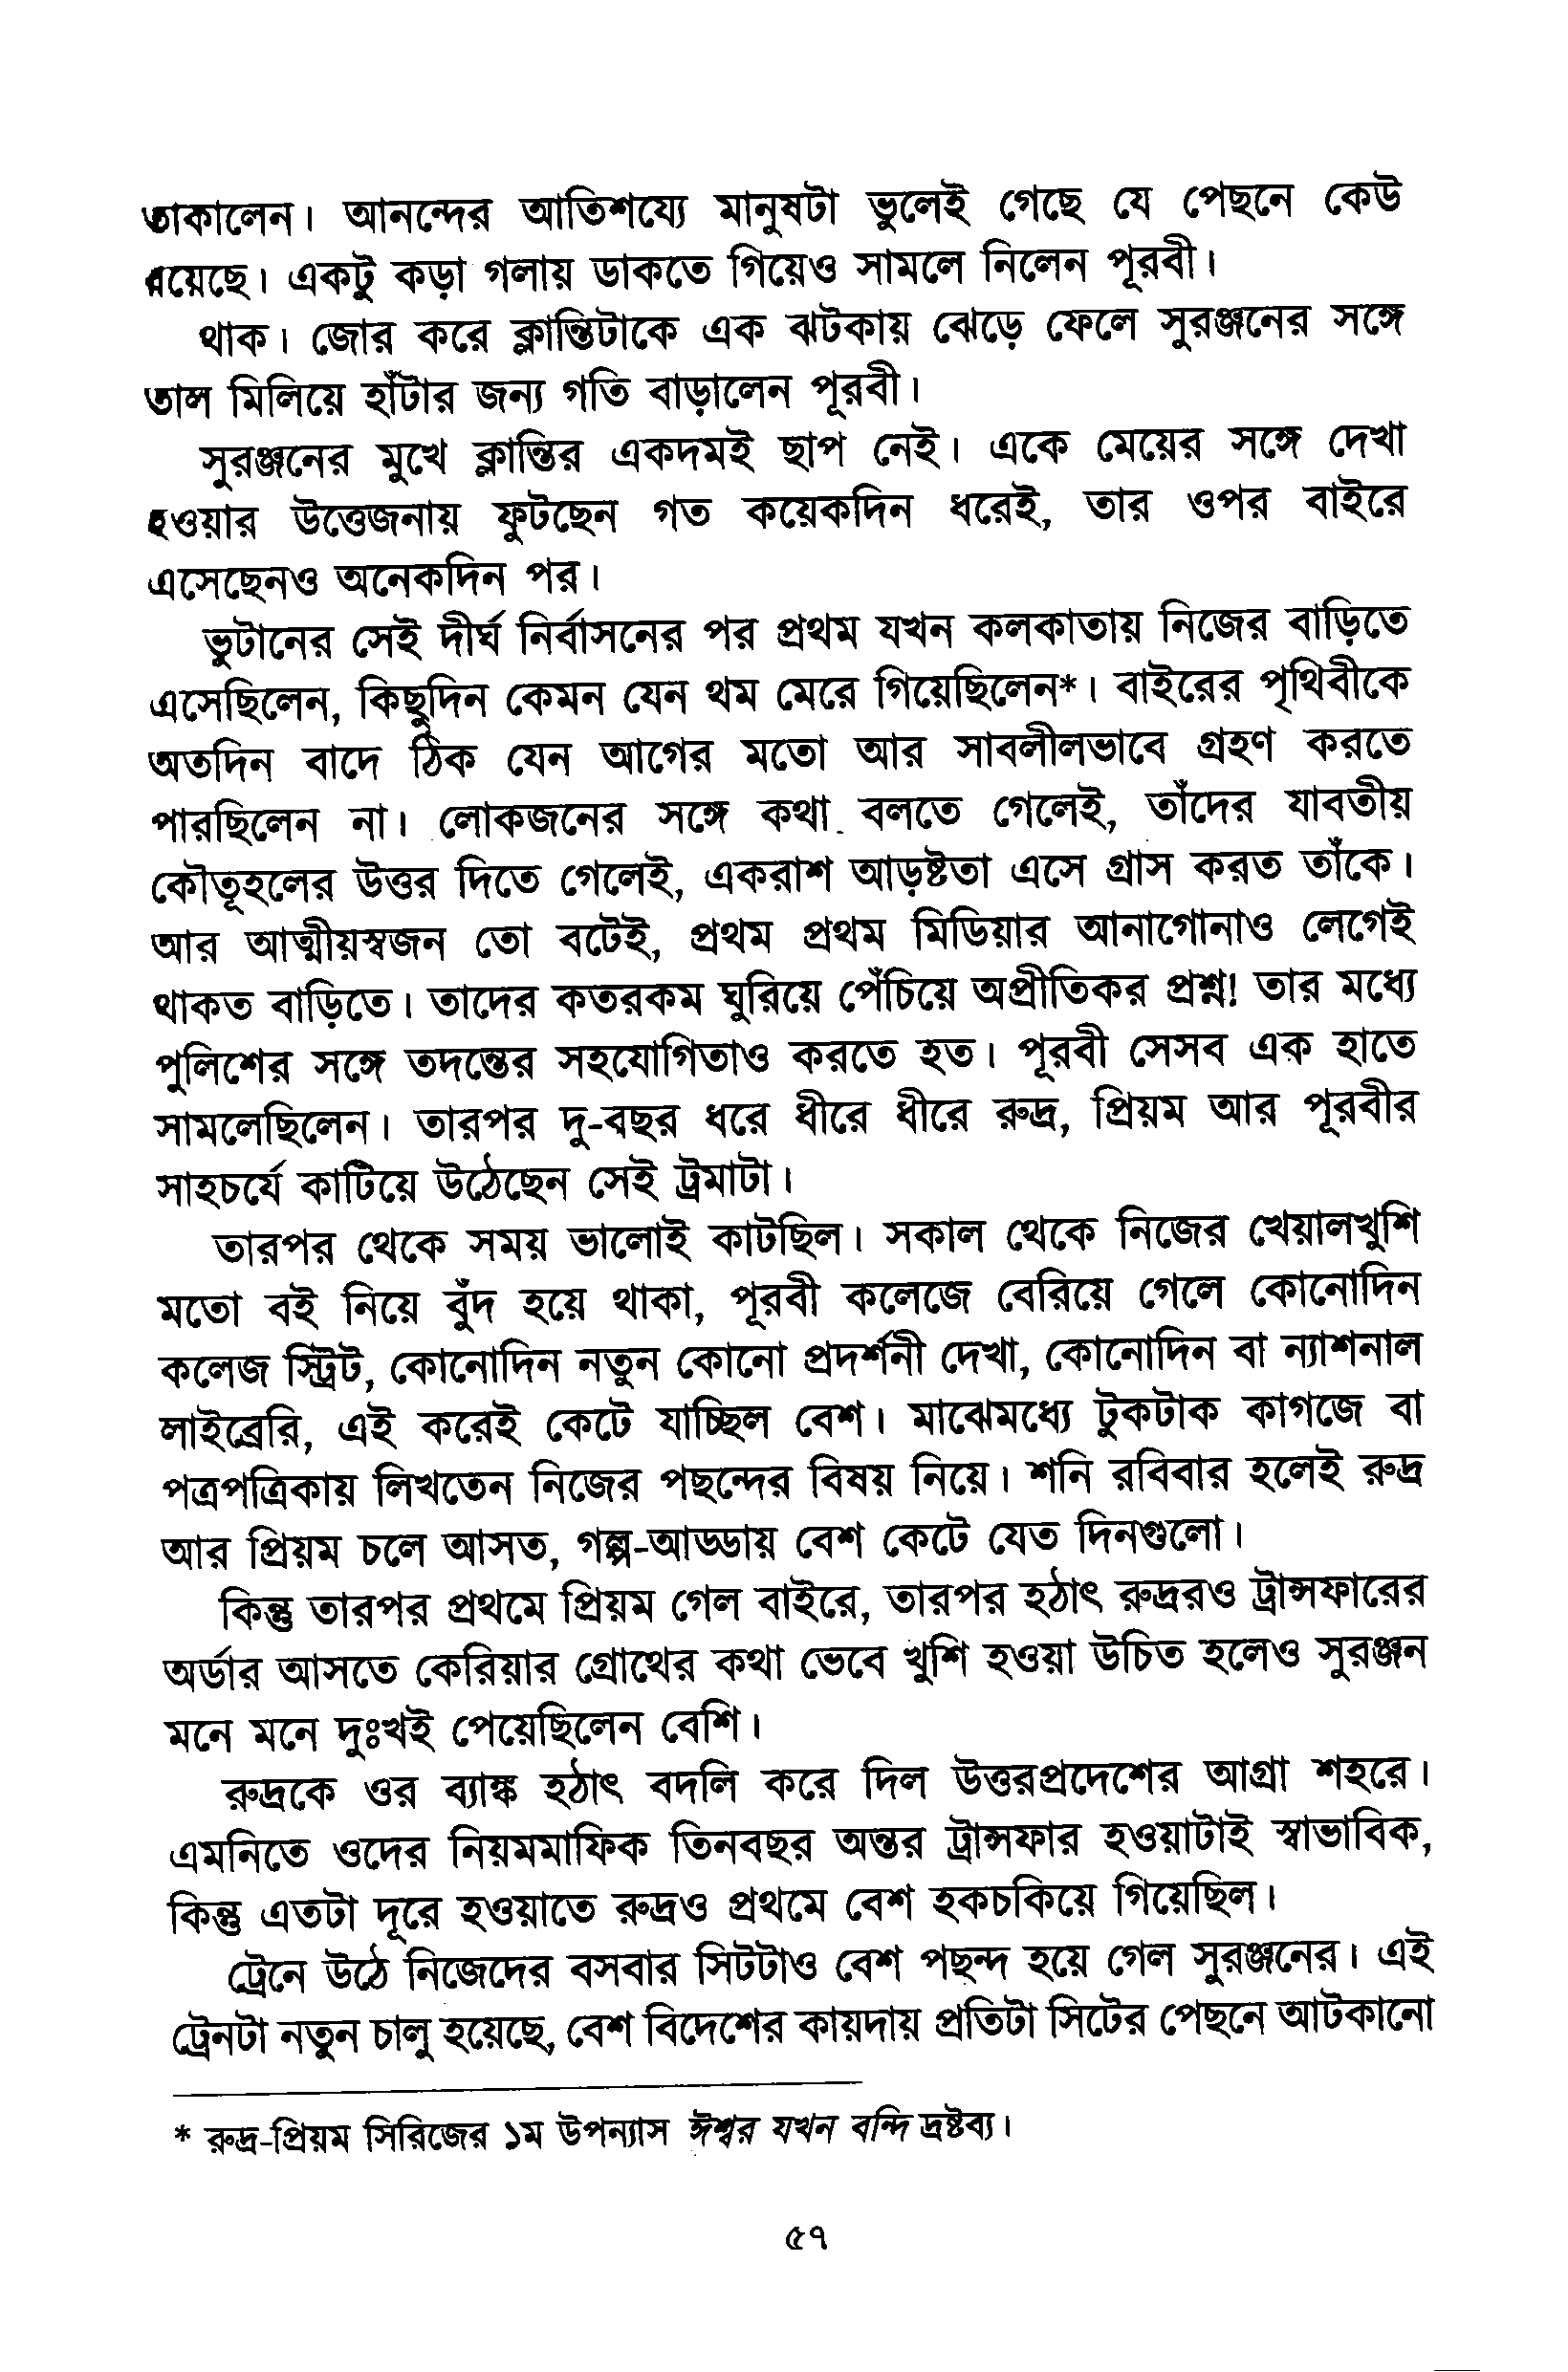 তাকালেন। আনন্দের আতিশয্যে মানুষটা ভুলেই গেছে যে পেছনে কেউ
রয়েছে। একটু কড়া গলায় ডাকতে গিয়েও সামলে নিলেন পূরবী।
থাক। জোর করে ক্লান্তিটাকে এক ঝটকায় ঝেড়ে ফেলে সুরঞ্জনের সঙ্গে
তাল মিলিয়ে হাঁটার জন্য গতি বাড়ালেন পূরবী।
সুরঞ্জনের মুখে ক্লান্তির একদমই ছাপ নেই। একে মেয়ের সঙ্গে দেখা
হওয়ার উত্তেজনায় ফুটছেন গত কয়েকদিন ধরেই, তার ওপর বাইরে
এসেছেনও অনেকদিন পর।
ভুটানের সেই দীর্ঘ নির্বাসনের পর প্রথম যখন কলকাতায় নিজের বাড়িতে
এসেছিলেন, কিছুদিন কেমন যেন থম মেরে গিয়েছিলেন*। বাইরের পৃথিবীকে
অতদিন বাদে ঠিক যেন আগের মতো আর সাবলীলভাবে গ্রহণ করতে
পারছিলেন না। লোকজনের সঙ্গে কথা বলতে গেলেই, তাঁদের যাবতীয়
কৌতূহলের উত্তর দিতে গেলেই, একরাশ আড়ষ্টতা এসে গ্রাস করত তাঁকে।
আর আত্মীয়স্বজন তো বটেই, প্রথম প্রথম মিডিয়ার আনাগোনাও লেগেই
থাকত বাড়িতে। তাদের কতরকম ঘুরিয়ে পেঁচিয়ে অপ্রীতিকর প্রশ্ন! তার মধ্যে
পুলিশের সঙ্গে তদন্তের সহযোগিতাও করতে হত। পূরবী সেসব এক হাতে
সামলেছিলেন। তারপর দু-বছর ধরে ধীরে ধীরে রুদ্র, প্রিয়ম আর পূরবীর
সাহচর্যে কাটিয়ে উঠেছেন সেই ট্রমাটা।
তারপর থেকে সময় ভালোই কাটছিল। সকাল থেকে নিজের খেয়ালখুশি
মতো বই নিয়ে বুঁদ হয়ে থাকা, পূরবী কলেজে বেরিয়ে গেলে কোনোদিন
কলেজ স্ট্রিট, কোনোদিন নতুন কোনো প্রদর্শনী দেখা, কোনোদিন বা ন্যাশনাল
লাইব্রেরি, এই করেই কেটে যাচ্ছিল বেশ। মাঝেমধ্যে টুকটাক কাগজে বা
পত্রপত্রিকায় লিখতেন নিজের পছন্দের বিষয় নিয়ে। শনি রবিবার হলেই রুদ্র
আর প্রিয়ম চলে আসত, গল্প-আড্ডায় বেশ কেটে যেত দিনগুলো।
কিন্তু তারপর প্রথমে প্রিয়ম গেল বাইরে, তারপর হঠাৎ রুদ্ররও ট্রান্সফারের
অর্ডার আসতে কেরিয়ার গ্রোথের কথা ভেবে খুশি হওয়া উচিত হলেও সুরঞ্জন
মনে মনে দুঃখই পেয়েছিলেন বেশি।
রুদ্রকে ওর ব্যাঙ্ক হঠাৎ বদলি করে দিল উত্তরপ্রদেশের আগ্রা শহরে।
এমনিতে ওদের নিয়মমাফিক তিনবছর অন্তর ট্রান্সফার হওয়াটাই স্বাভাবিক,
কিন্তু এতটা দূরে হওয়াতে রুদ্রও প্রথমে বেশ হকচকিয়ে গিয়েছিল।
ট্রেনে উঠে নিজেদের বসবার সিটটাও বেশ পছন্দ হয়ে গেল সুরঞ্জনের। এই
ট্রেনটা নতুন চালু হয়েছে, বেশ বিদেশের কায়দায় প্রতিটা সিটের পেছনে আটকানো
* রুদ্র-প্রিয়ম সিরিজের ১ম উপন্যাস ঈশ্বর যখন বন্দি দ্রষ্টব্য।
৫৭